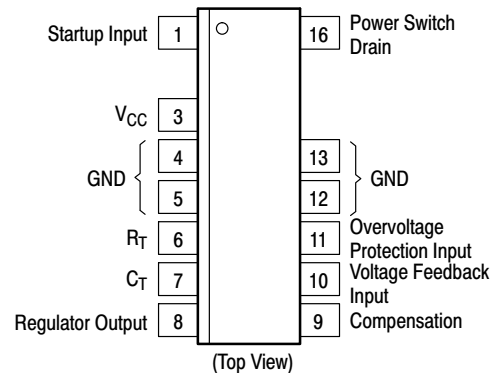 Startup Input 1 16 Power Switch
Drain
VCC 3
4 13
GND GND
5 12
RT 6 11 Overvoltage
Protection Input
CT 7 10 Voltage Feedback
Input
Regulator Output 8 9 Compensation
(Top View)